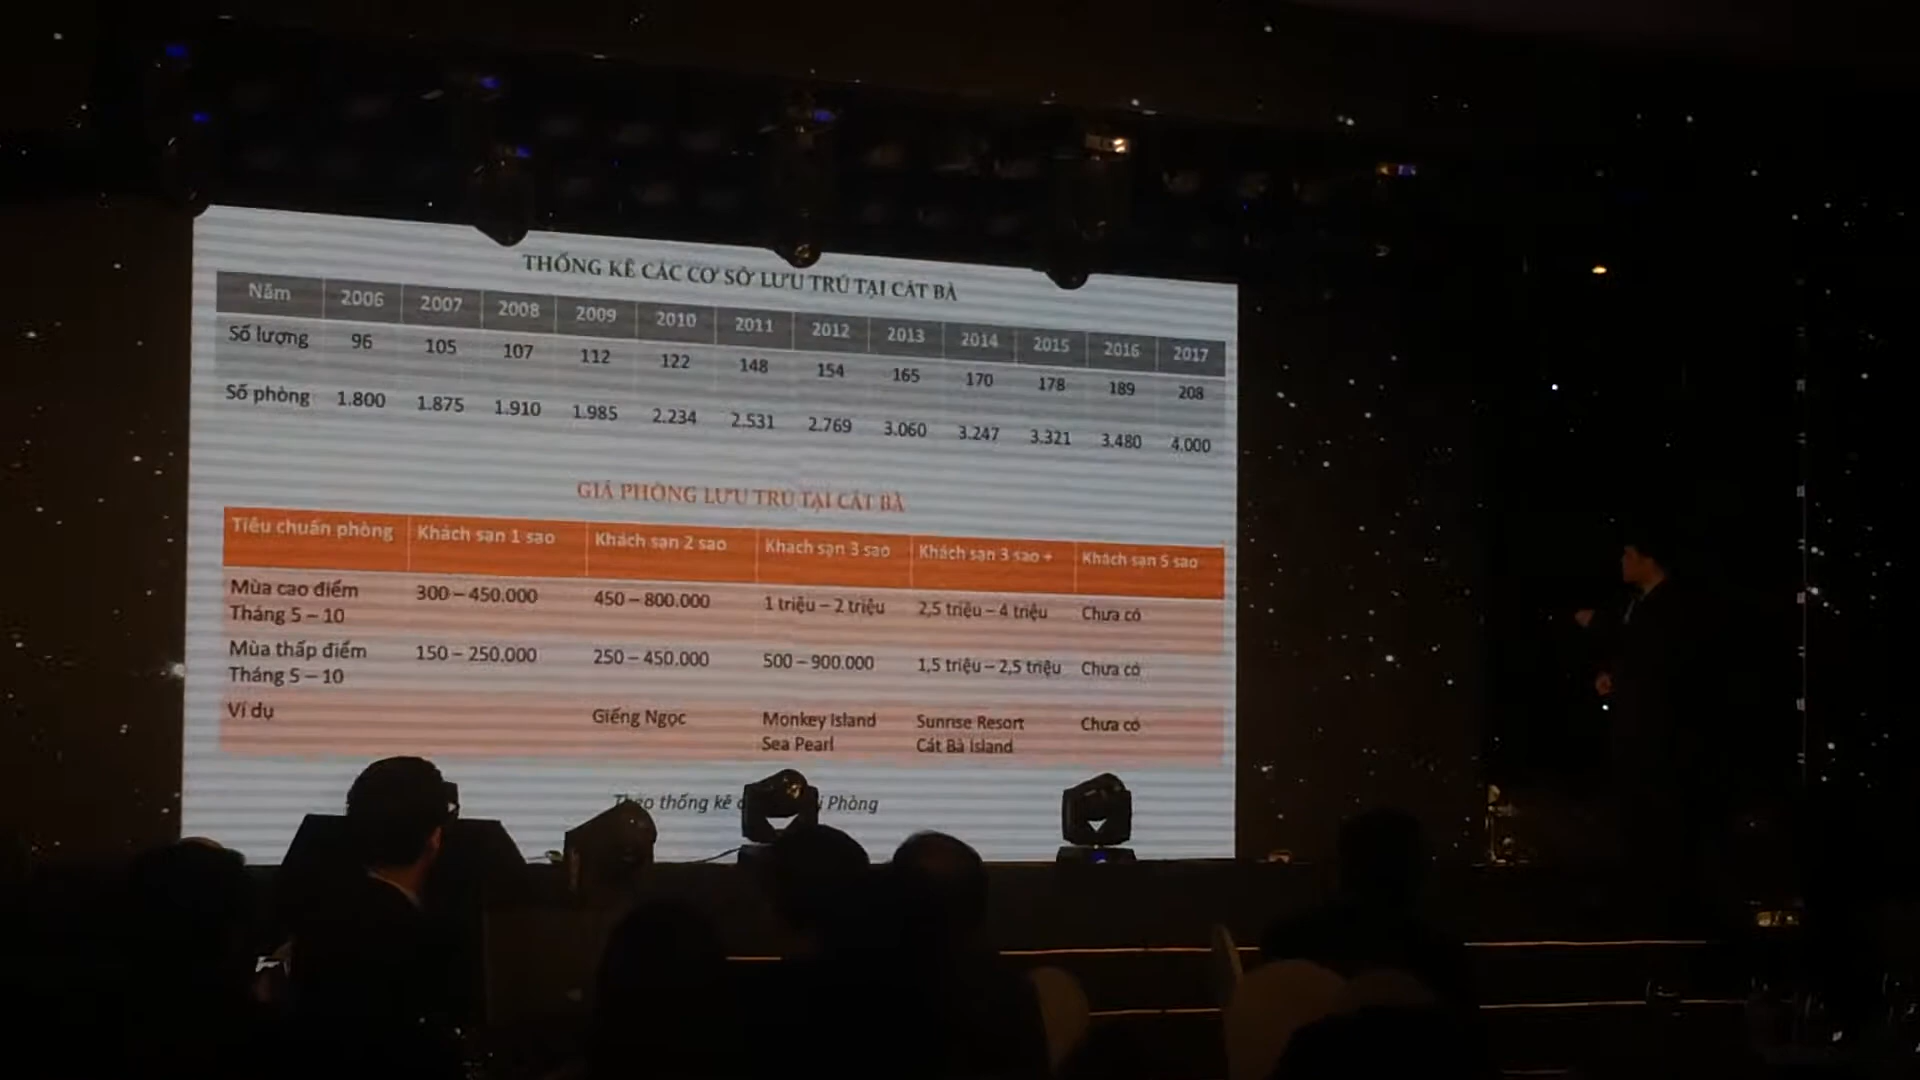 THỐNG KÊ CÁC CƠ SỞ LƯU TRÚ TẠI CÁT BÀ
Năm 2006 2007 2008 2009 2010 2011 2012 2013 2014 2015 2016 2017
Số lượng 96 105 107 112 122 148 154 165 170 178 189 208
Số phòng 1.800 1.875 1.910 1.985 2.234 2.531 2.769 3.060 3.247 3.321 3.480 4.000
GIÁ PHÒNG LƯU TRÚ TẠI CÁT BÀ
Tiêu chuẩn phòng Khách sạn 1 sao Khách sạn 2 sao Khách sạn 3 sao Khách sạn 3 sao + Khách sạn 5 sao
Mùa cao điểm 300 – 450.000 450 – 800.000 1 triệu – 2 triệu 2,5 triệu – 4 triệu Chưa có
Tháng 5 – 10
Mùa thấp điểm 150 – 250.000 250 – 450.000 500 – 900.000 1,5 triệu – 2,5 triệu Chưa có
Tháng 5 – 10
Ví dụ Giếng Ngọc Monkey Island Sunrise Resort Chưa có
Sea Pearl Cát Bà Island
Theo thống kê Phòng